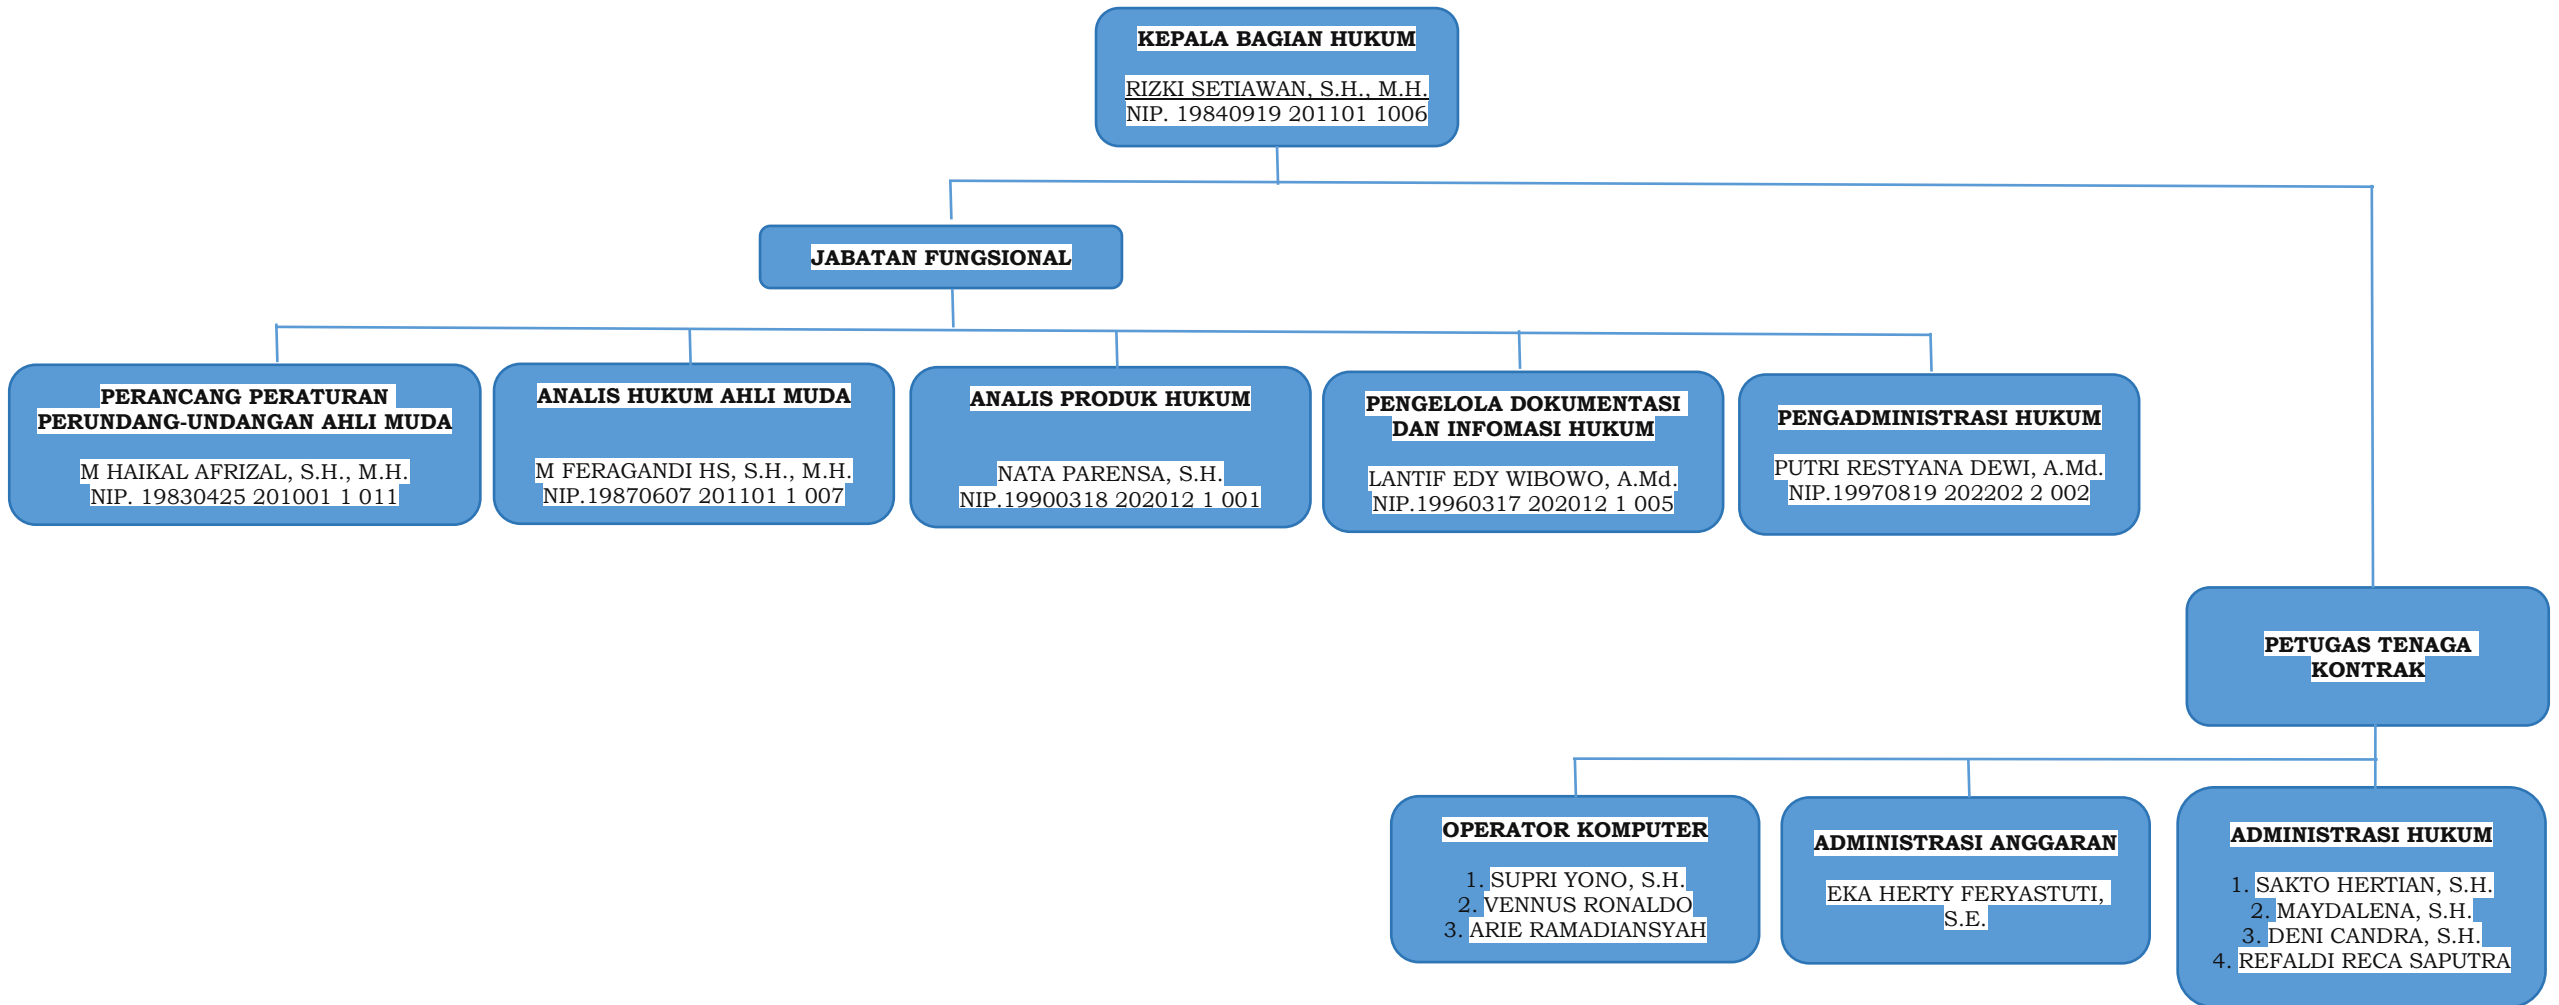 KEPALA BAGIAN HUKUM
RIZKI SETIAWAN, S.H., M.H.
NIP. 19840919 201101 1006
JABATAN FUNGSIONAL
PERANCANG PERATURAN
PERUNDANG-UNDANGAN AHLI MUDA
M HAIKAL AFRIZAL, S.H., M.H.
NIP. 19830425 201001 1 011
ANALIS HUKUM AHLI MUDA
M FERAGANDI HS, S.H., M.H.
NIP.19870607 201101 1 007
ANALIS PRODUK HUKUM
NATA PARENSA, S.H.
NIP.19900318 202012 1 001
PENGELOLA DOKUMENTASI
DAN INFOMASI HUKUM
LANTIF EDY WIBOWO, A.Md.
NIP.19960317 202012 1 005
PENGADMINISTRASI HUKUM
PUTRI RESTYANA DEWI, A.Md.
NIP.19970819 202202 2 002
PETUGAS TENAGA
KONTRAK
OPERATOR KOMPUTER
1. SUPRI YONO, S.H.
2. VENNUS RONALDO
3. ARIE RAMADIANSYAH
ADMINISTRASI ANGGARAN
EKA HERTY FERYASTUTI,
S.E.
ADMINISTRASI HUKUM
1. SAKTO HERTIAN, S.H.
2. MAYDALENA, S.H.
3. DENI CANDRA, S.H.
4. REFALDI RECA SAPUTRA